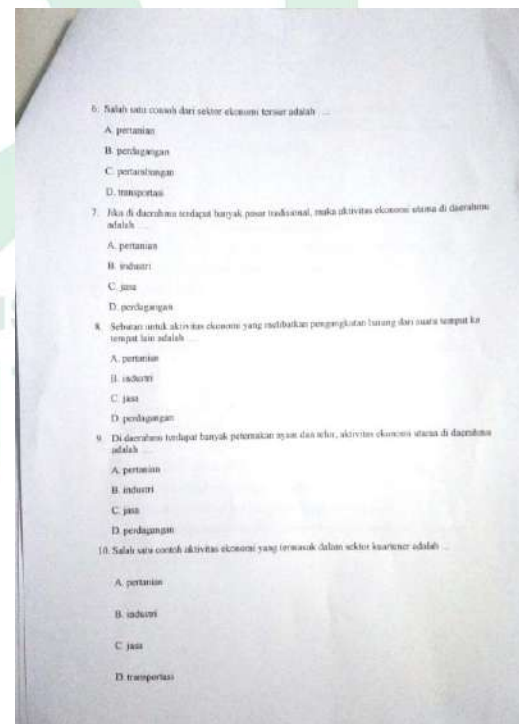 6. Salah satu contoh dari sektor ekonomi tersier adalah ...
A. pertanian
B. perdagangan
C. pertambangan
D. transportasi
7. Jika di daerahmu terdapat banyak pasar tradisional, maka aktivitas ekonomi utama di daerahmu
adalah ...
A. pertanian
B. industri
C. jasa
D. perdagangan
8. Sebutan untuk aktivitas ekonomi yang melibatkan pengangkutan barang dari suatu tempat ke
tempat lain adalah ...
A. pertanian
B. industri
C. jasa
D. perdagangan
9. Di daerahmu terdapat banyak peternakan ayam dan telur, aktivitas ekonomi utama di daerahmu
adalah ...
A. pertanian
B. industri
C. jasa
D. perdagangan
10. Salah satu contoh aktivitas ekonomi yang termasuk dalam sektor kuartener adalah ...
A. pertanian
B. industri
C. jasa
D. transportasi